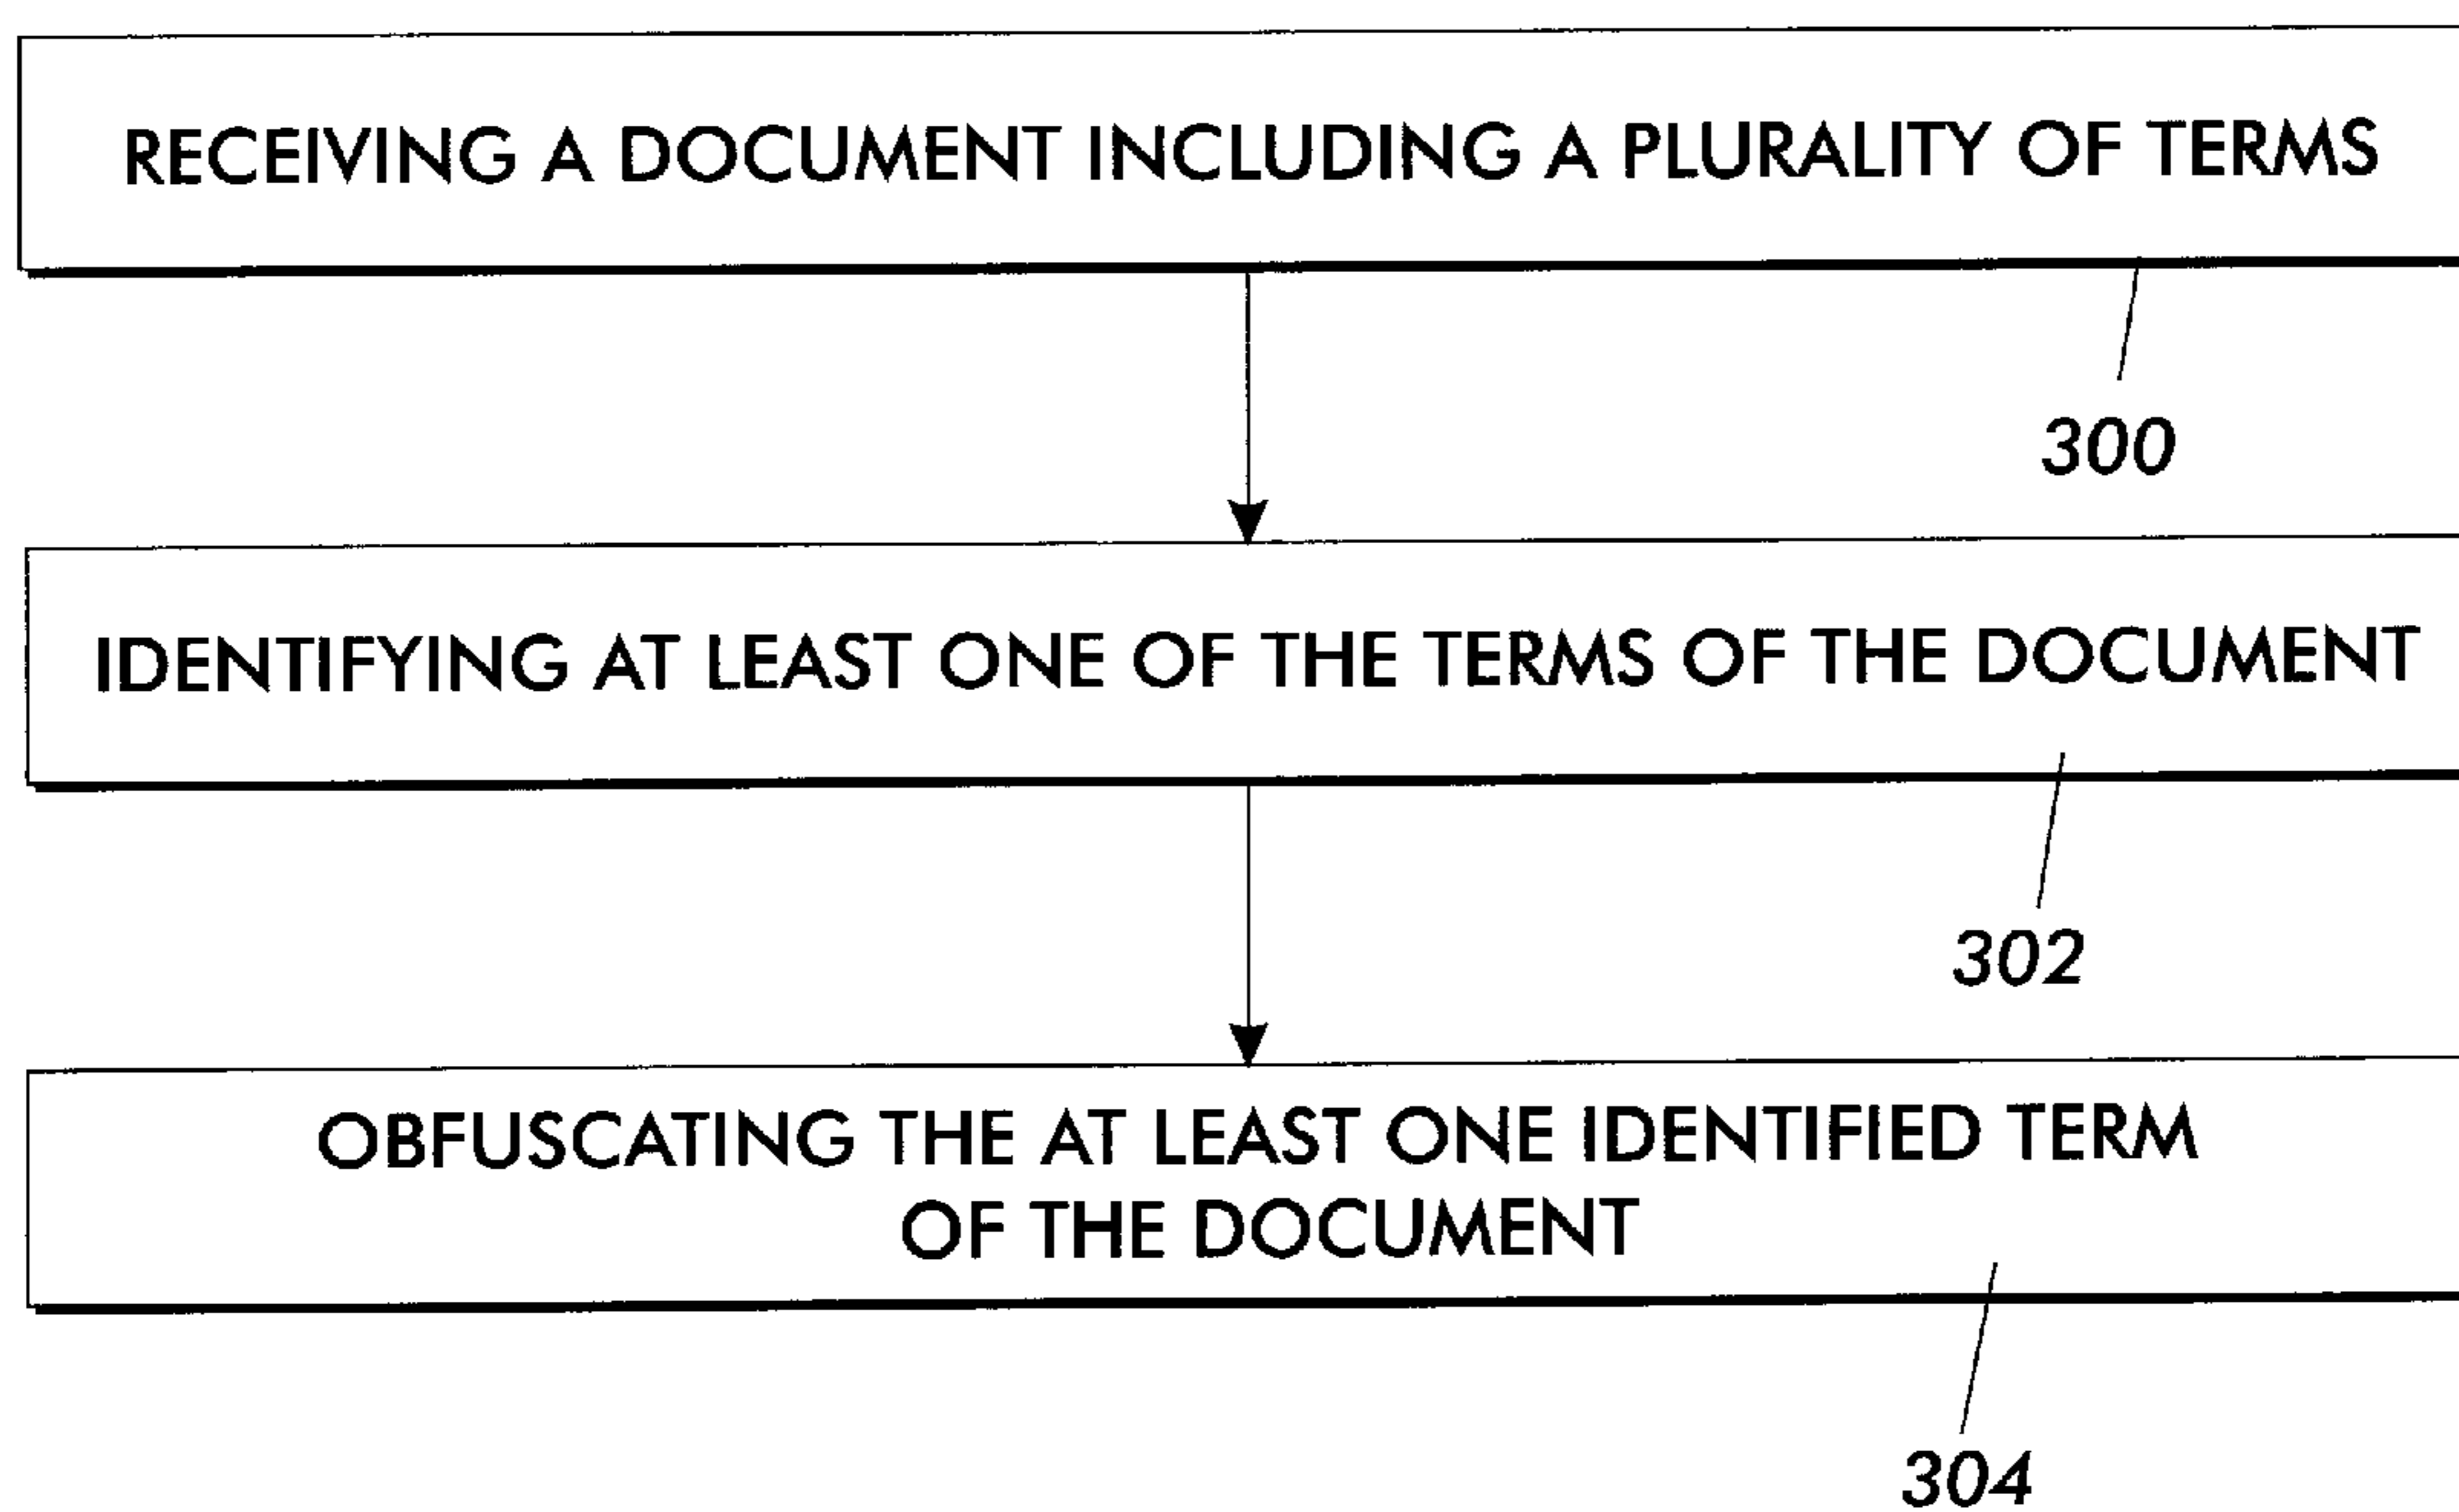 RECEIVING A DOCUMENT INCLUDING A PLURALITY OF TERMS
300
IDENTIFYING AT LEAST ONE OF THE TERMS OF THE DOCUMENT
302
OBFUSCATING THE AT LEAST ONE IDENTIFIED TERM
OF THE DOCUMENT
304